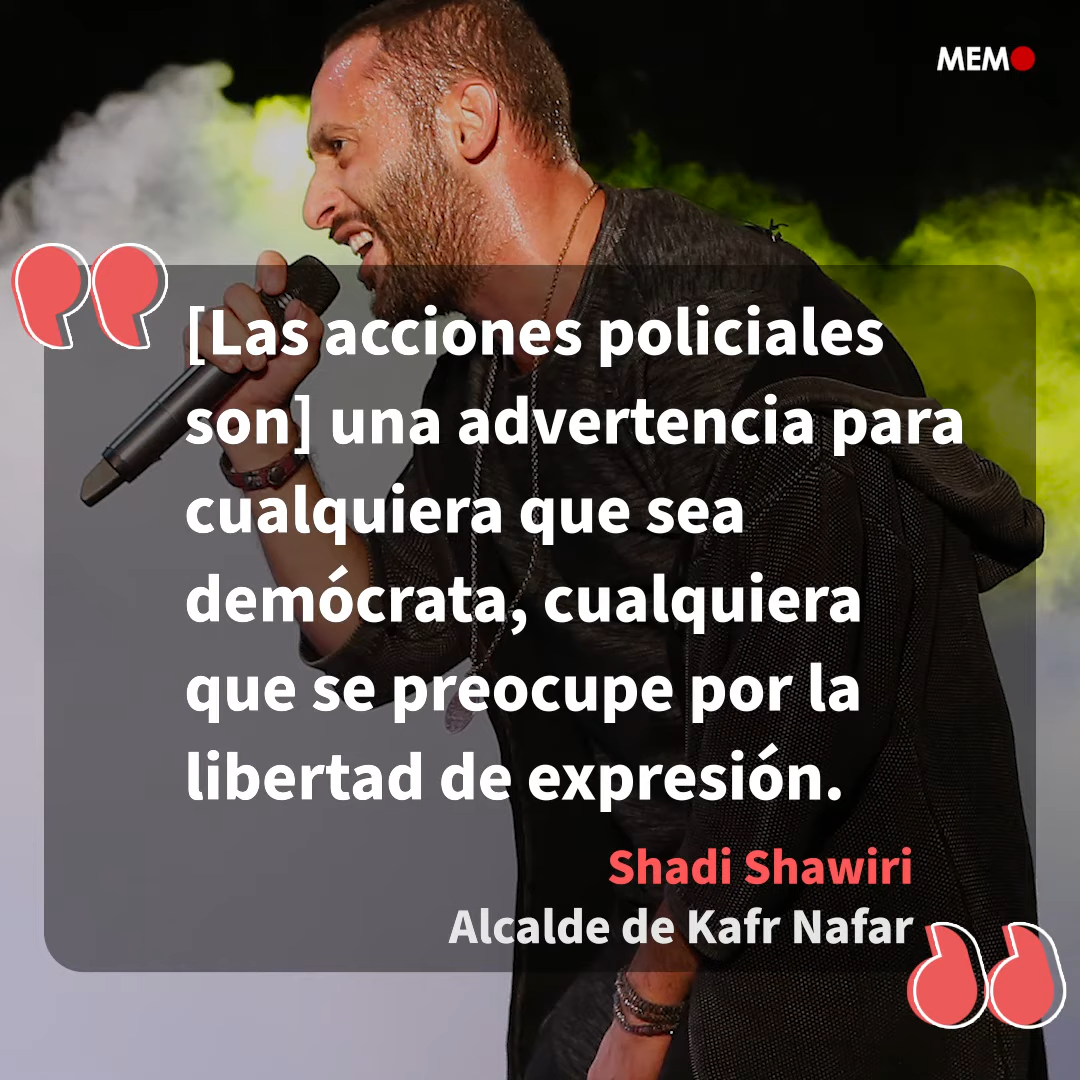 MEMO
[Las acciones policiales
son] una advertencia para
cualquiera que sea
demócrata, cualquiera
que se preocupe por la
libertad de expresión.
Shadi Shawiri
Alcalde de Kafr Nafar